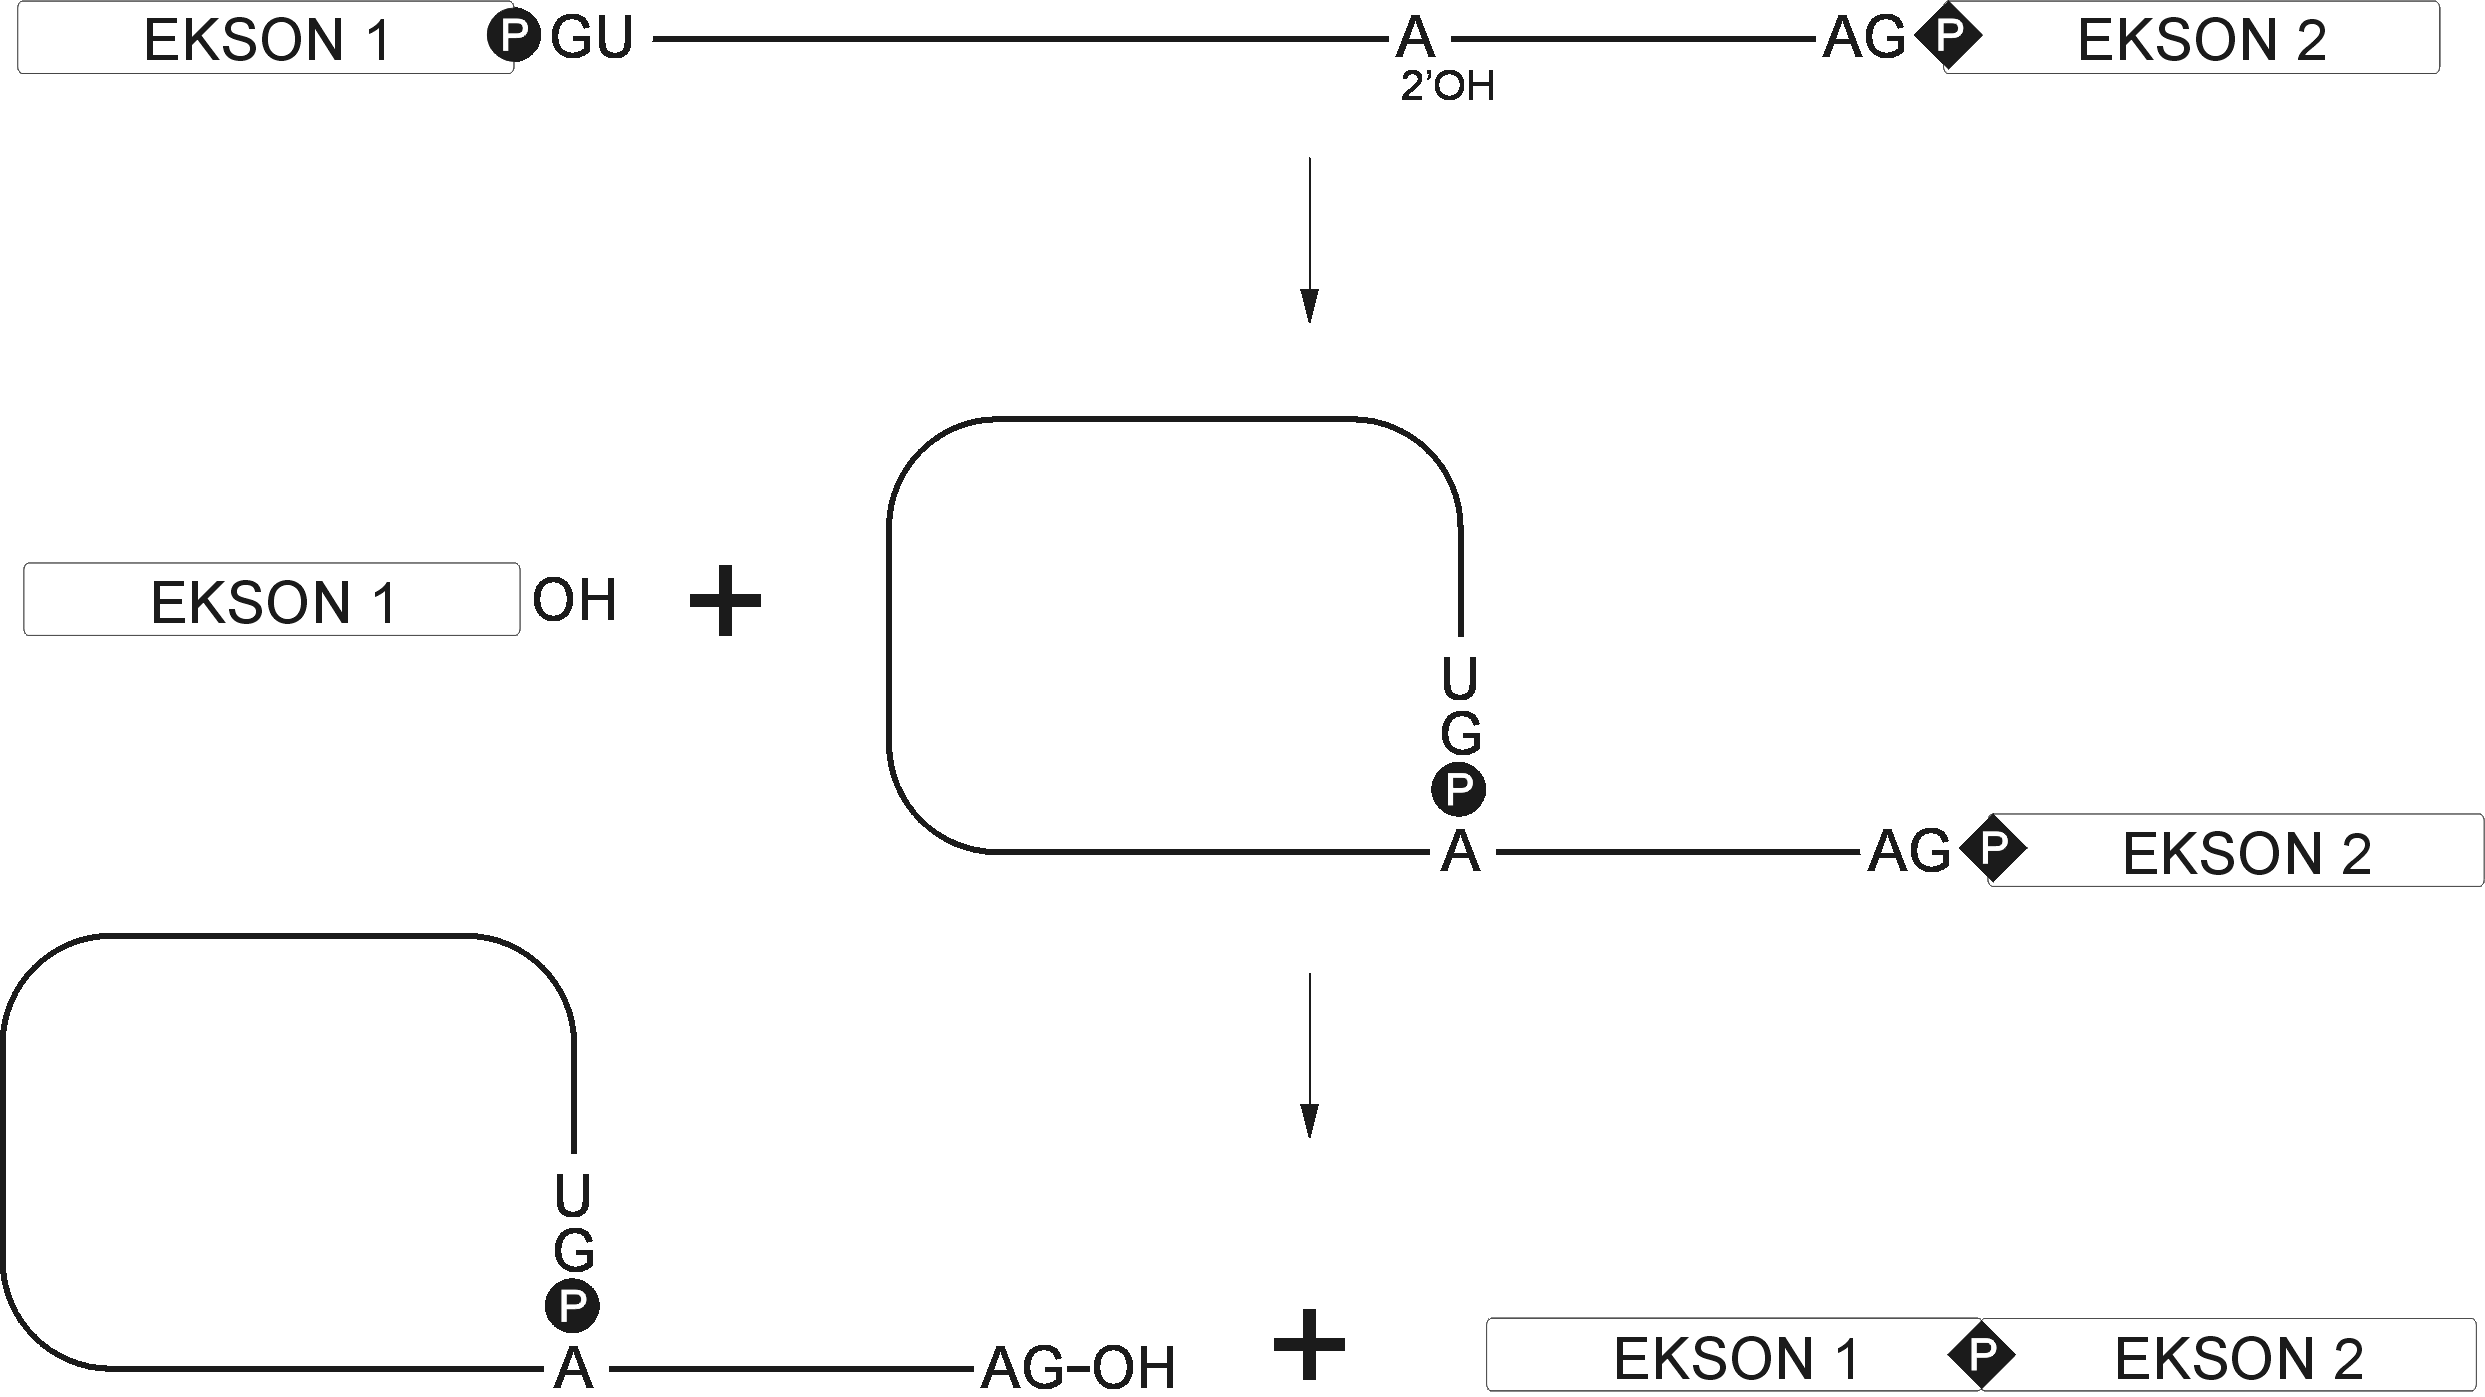 EKSON 1 P GU A AG P EKSON 2
2’OH
EKSON 1 OH +
U
G
P
A AG P EKSON 2
U
G
P
A AG-OH + EKSON 1 P EKSON 2